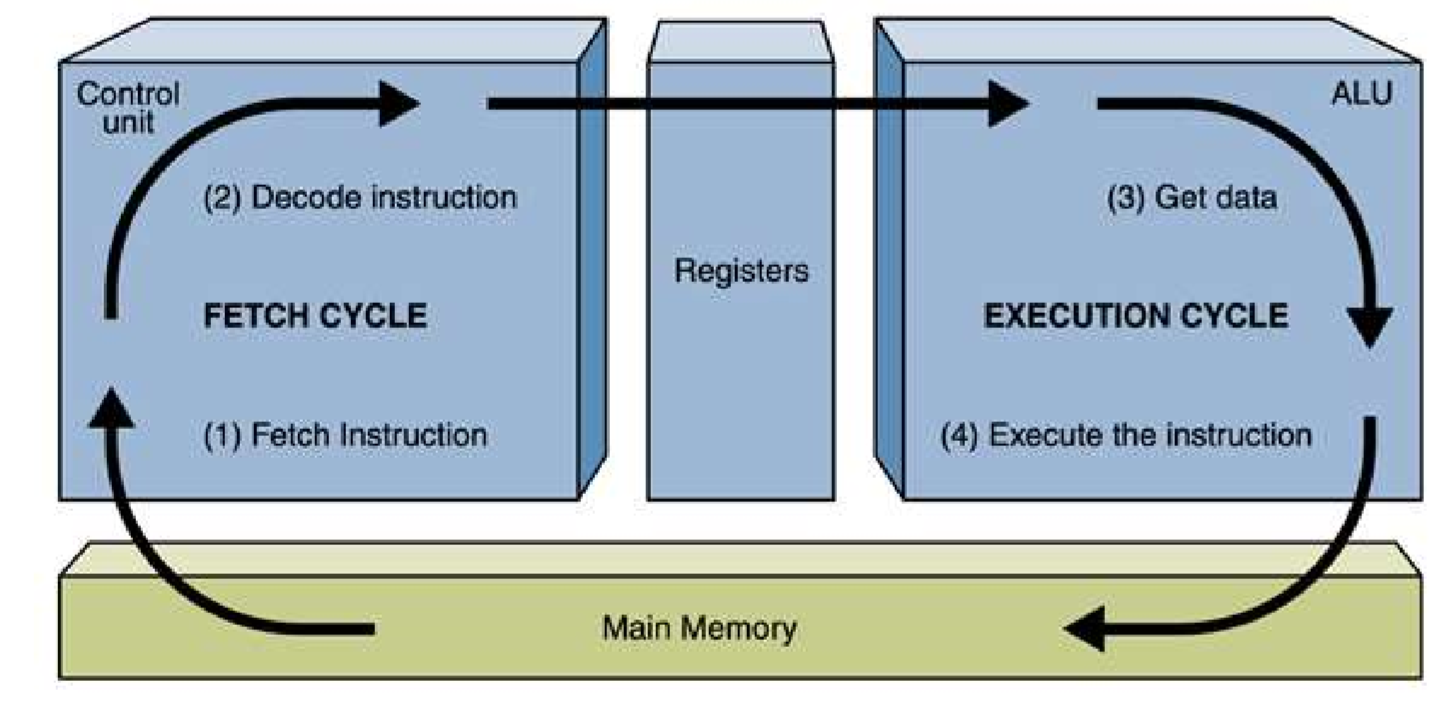 Control
unit
ALU
(2) Decode instruction
(3) Get data
Registers
FETCH CYCLE
EXECUTION CYCLE
(1) Fetch Instruction
(4) Execute the instruction
Main Memory